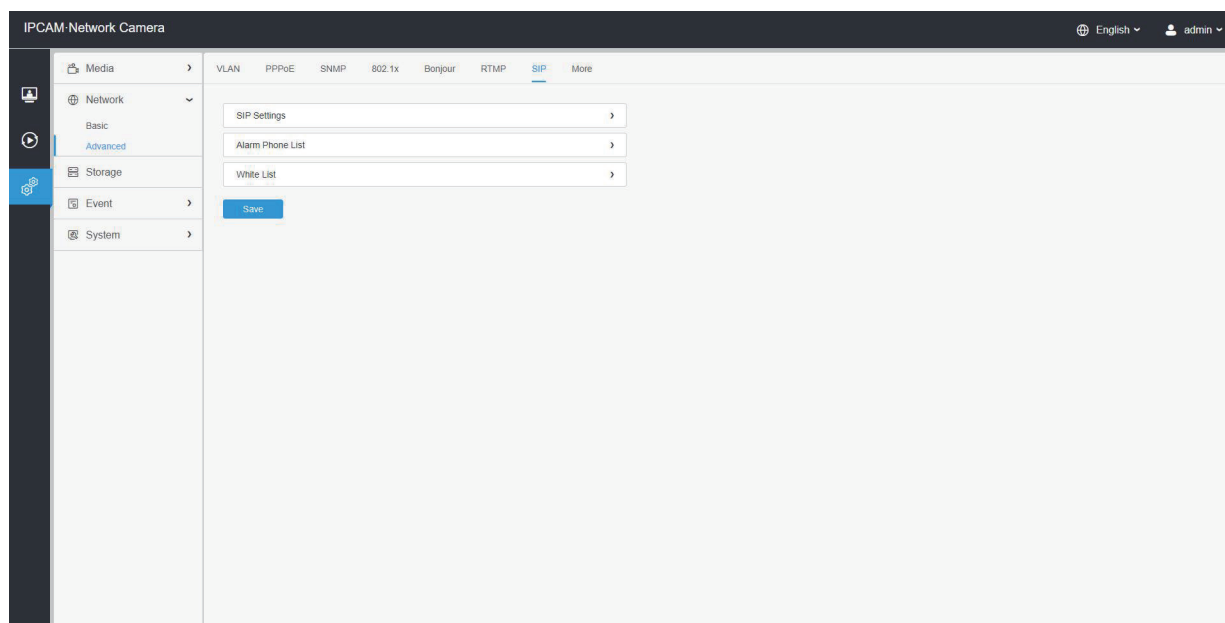 IPCAM·Network Camera
English
admin
Media
Network
Basic
Advanced
Storage
Event
System
VLAN PPPoE SNMP 802.1x Bonjour RTMP SIP More
SIP Settings
Alarm Phone List
White List
Save